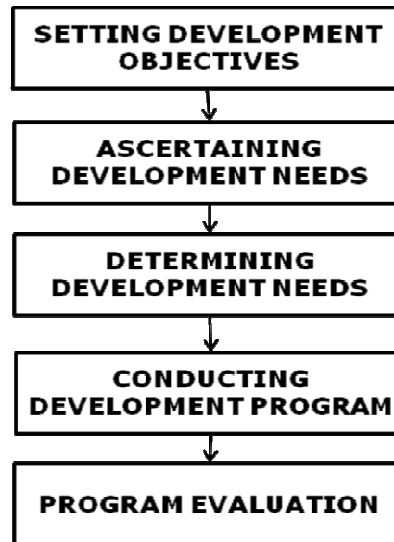 SETTING DEVELOPMENT
OBJECTIVES
ASCERTAINING
DEVELOPMENT NEEDS
DETERMINING
DEVELOPMENT NEEDS
CONDUCTING
DEVELOPMENT PROGRAM
PROGRAM EVALUATION